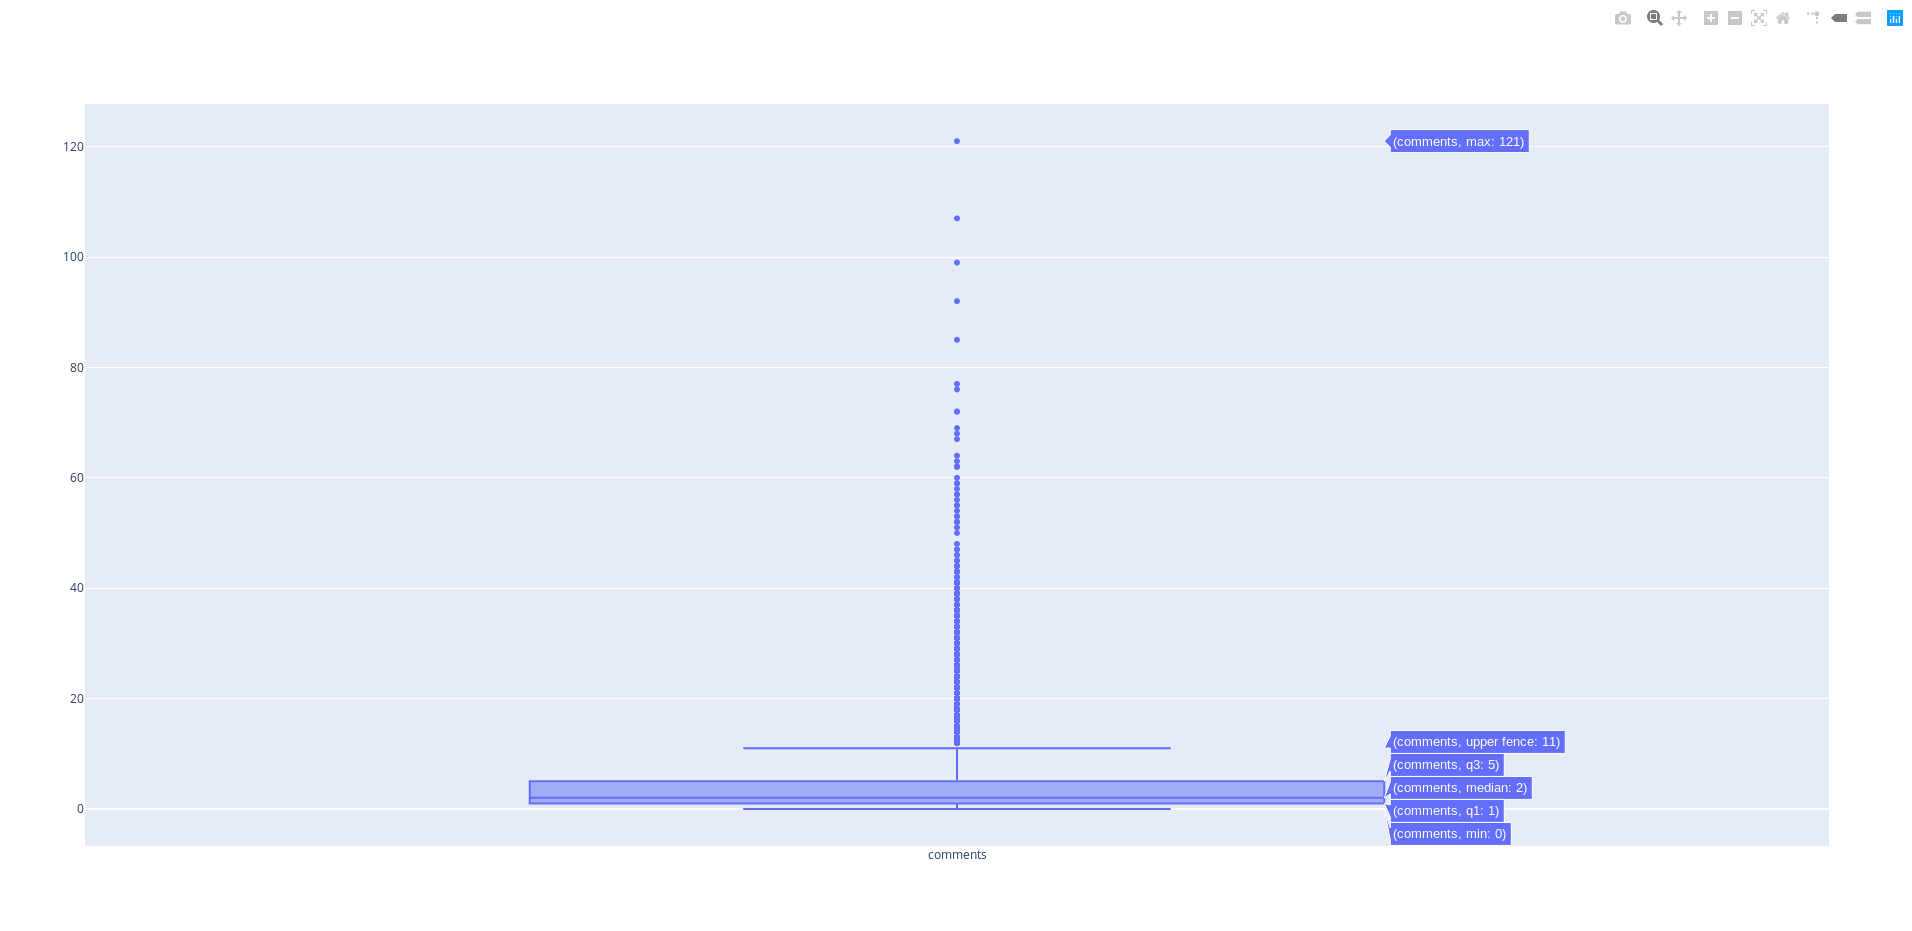 120
(comments, max: 121)
100
80
60
40
20
(comments, upper fence: 11)
(comments, q3: 5)
(comments, median: 2)
0
(comments, q1: 1)
(comments, min: 0)
comments